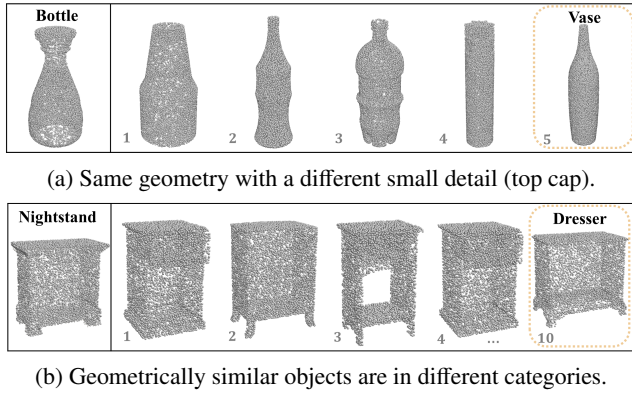 Bottle
Vase
1
2
3
4
5
(a) Same geometry with a different small detail (top cap).
Nightstand
Dresser
1
2
3
4
...
10
(b) Geometrically similar objects are in different categories.